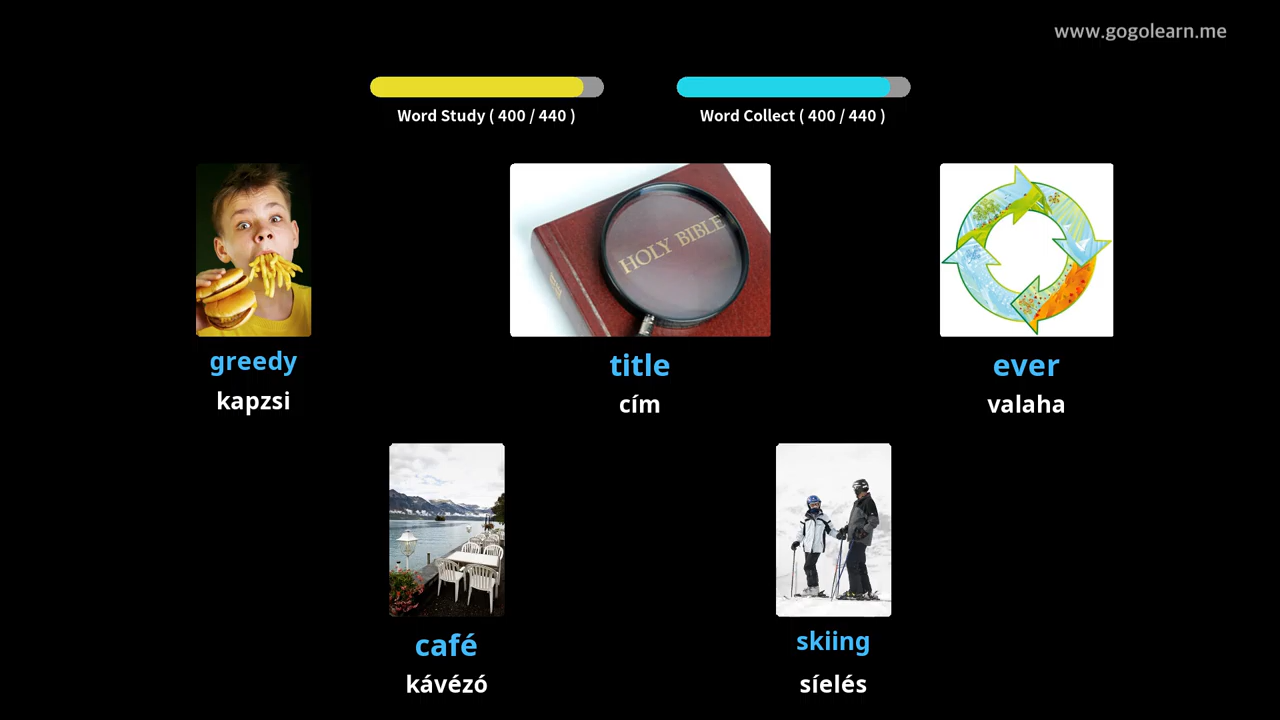 www.gogolearn.me
Word Study ( 400 / 440 )
Word Collect ( 400 / 440 )
HOLY BIBLE
greedy
kapzsi
title
cím
ever
valaha
café
kávézó
skiing
síelés